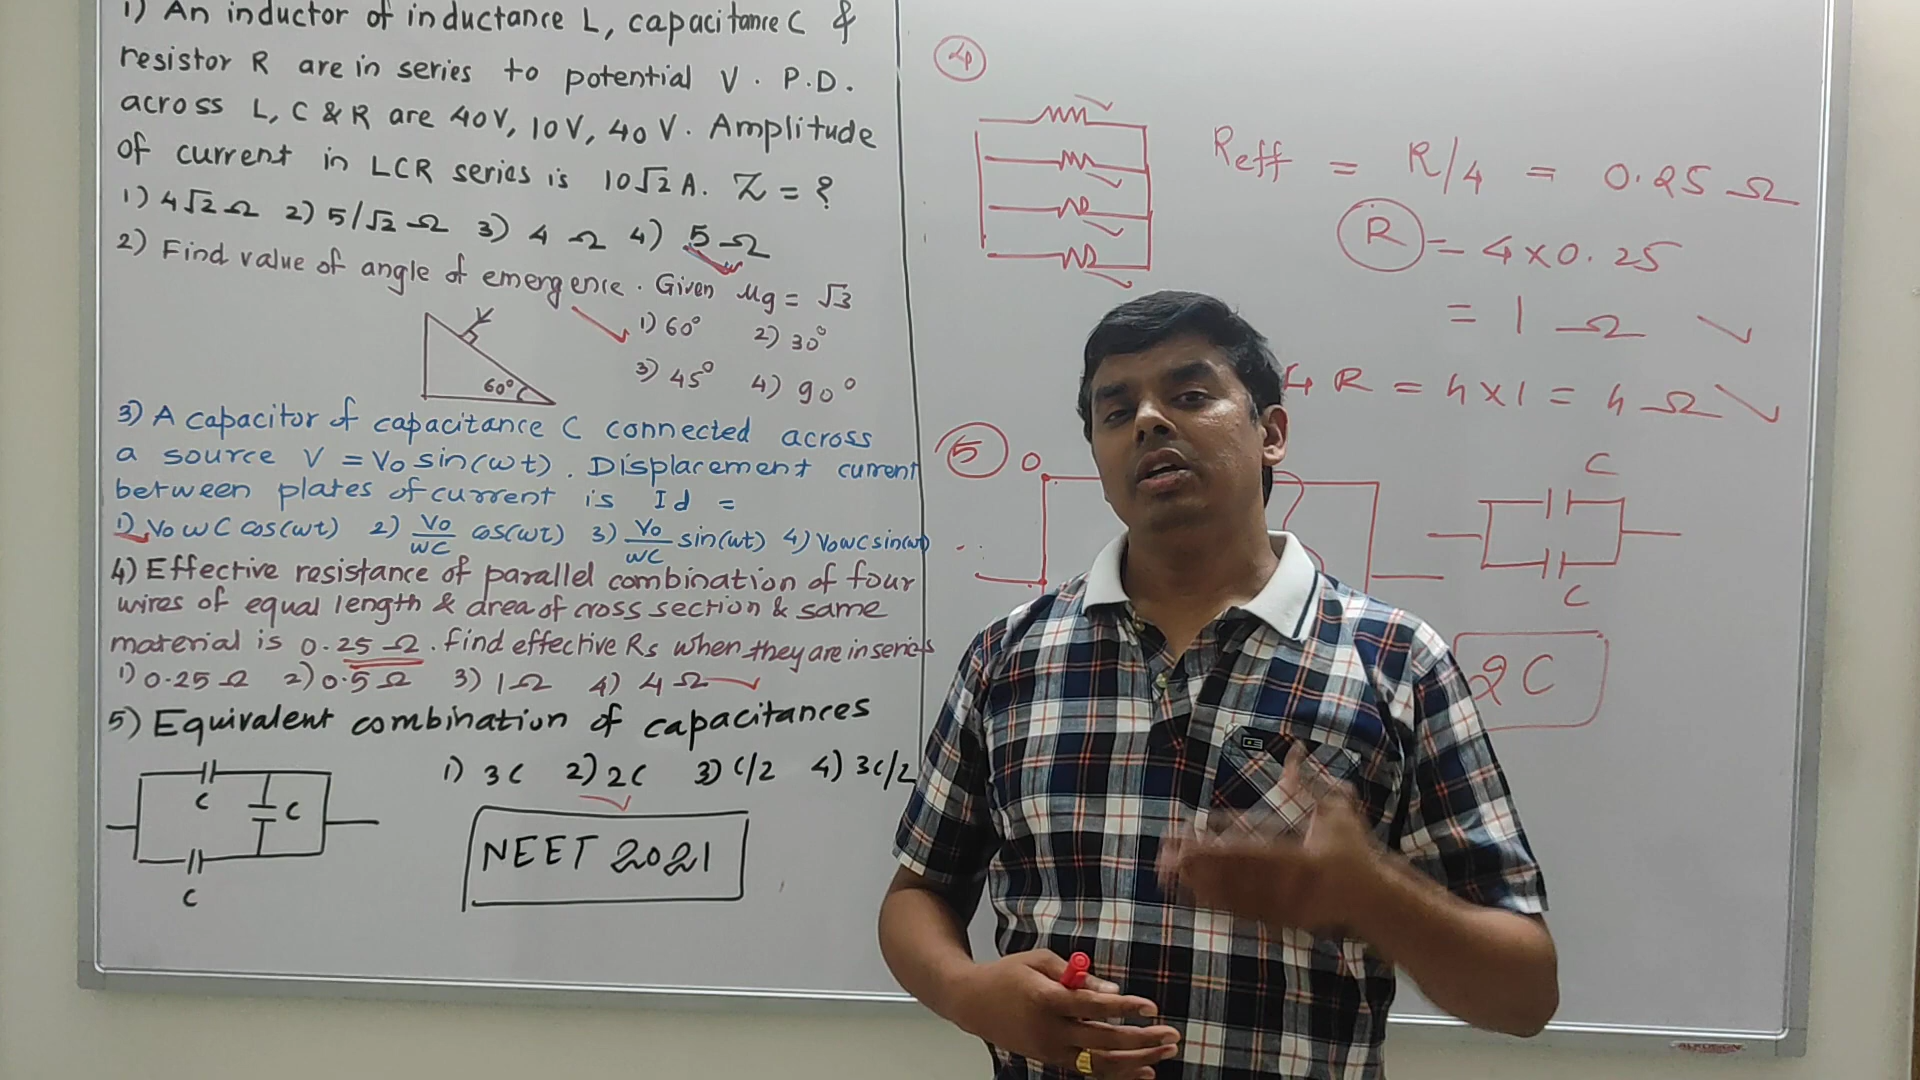 1) An inductor of inductance L, capacitance C &
resistor R are in series to potential V. P.D.
across L, C & R are 40V, 10V, 40V. Amplitude
of current in LCR series is 10√2 A. Z = ?
1) 4√2 Ω 2) 5/√2 Ω 3) 4 Ω 4) 5 Ω
2) Find value of angle of emergence. Given μg = √3
1) 60° 2) 30°
60°
3) 45° 4) 90°
3) A capacitor of capacitance C connected across
a source V = V₀ sin(ωt). Displacement current
between plates of current is Id =
1) V₀ωC cos(ωt) 2) V₀/ωC cos(ωt) 3) V₀/ωC sin(ωt) 4) V₀ωC sin(ωt)
4) Effective resistance of parallel combination of four
wires of equal length & area of cross section & same
material is 0.25 Ω. Find effective Rs when they are in series
1) 0.25 Ω 2) 0.5 Ω 3) 1 Ω 4) 4 Ω
5) Equivalent combination of capacitances
1) 3C 2) 2C 3) C/2 4) 3C/2
C
C
C
NEET 2021
4
Reff = R/4 = 0.25 Ω
R = 4×0.25
= 1 Ω
4R = 4×1 = 4 Ω
5
C
C
2C